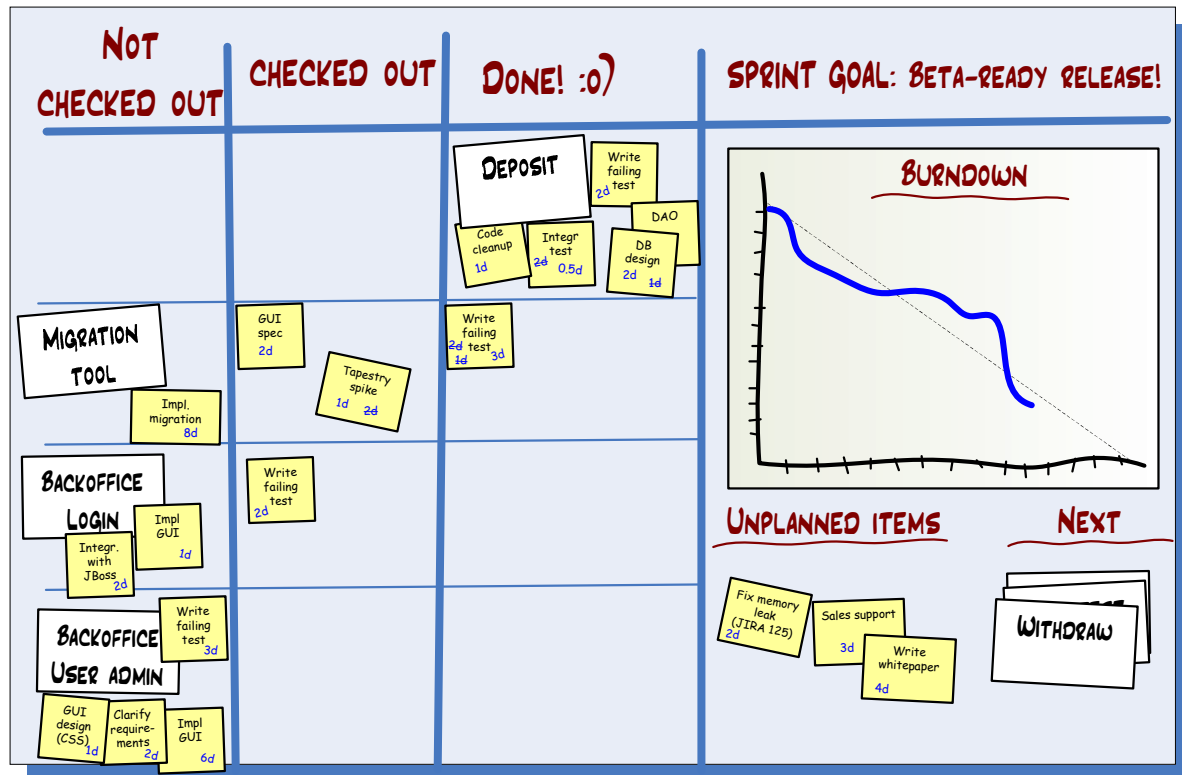 NOT
CHECKED OUT
CHECKED OUT
DONE! :o)
SPRINT GOAL: BETA-READY RELEASE!
DEPOSIT
Write
failing
test
2d
DAO
Code
cleanup
1d
Integr
test
2d
0.5d
DB
design
2d
1d
MIGRATION
TOOL
Impl.
migration
8d
GUI
spec
2d
Tapestry
spike
1d 2d
Write
failing
test
2d
1d
3d
BACKOFFICE
LOGIN
Impl
GUI
1d
Integr.
with
JBoss
2d
Write
failing
test
2d
BACKOFFICE
USER ADMIN
Write
failing
test
3d
GUI
design
(CSS)
1d
Clarify
require-
ments
2d
Impl
GUI
6d
BURNDOWN
UNPLANNED ITEMS
Fix memory
leak
(JIRA 125)
2d
Sales support
3d
Write
whitepaper
4d
NEXT
WITHDRAW